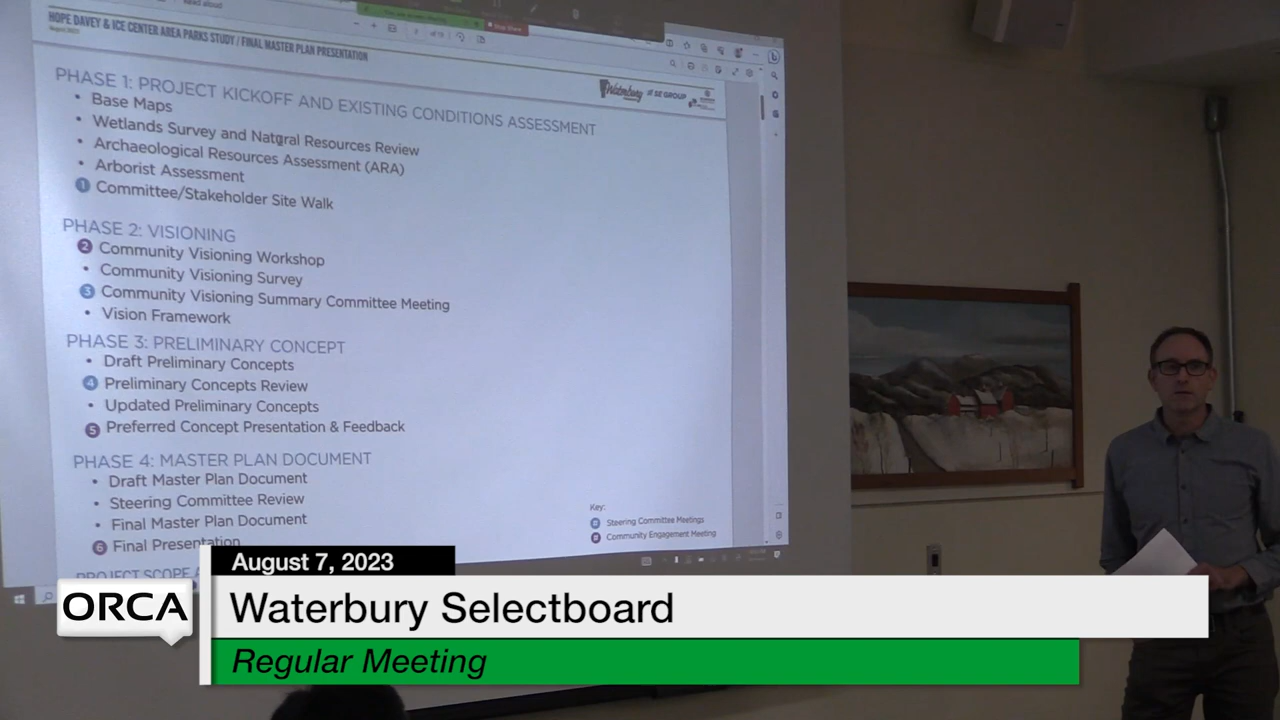 Read aloud
HOPE DAVEY & ICE CENTER AREA PARKS STUDY / FINAL MASTER PLAN PRESENTATION
Waterbury SE GROUP
PHASE 1: PROJECT KICKOFF AND EXISTING CONDITIONS ASSESSMENT
• Base Maps
• Wetlands Survey and Natural Resources Review
• Archaeological Resources Assessment (ARA)
• Arborist Assessment
1 Committee/Stakeholder Site Walk
PHASE 2: VISIONING
2 Community Visioning Workshop
• Community Visioning Survey
3 Community Visioning Summary Committee Meeting
• Vision Framework
PHASE 3: PRELIMINARY CONCEPT
• Draft Preliminary Concepts
4 Preliminary Concepts Review
• Updated Preliminary Concepts
5 Preferred Concept Presentation & Feedback
PHASE 4: MASTER PLAN DOCUMENT
• Draft Master Plan Document
• Steering Committee Review
• Final Master Plan Document
6 Final Presentation
Key:
# Steering Committee Meetings
# Community Engagement Meeting
PROJECT SCOPE
August 7, 2023
ORCA
Waterbury Selectboard
Regular Meeting